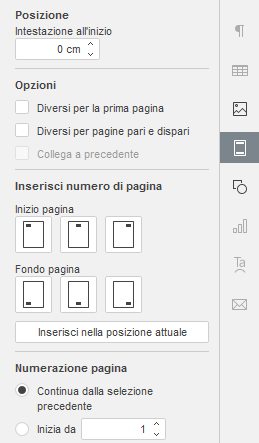 Posizione
Intestazione all'inizio
0 cm
Opzioni
Diversi per la prima pagina
Diversi per pagine pari e dispari
Collega a precedente
Inserisci numero di pagina
Inizio pagina
Fondo pagina
Inserisci nella posizione attuale
Numerazione pagina
Continua dalla selezione
precedente
Inizia da
1
Ta